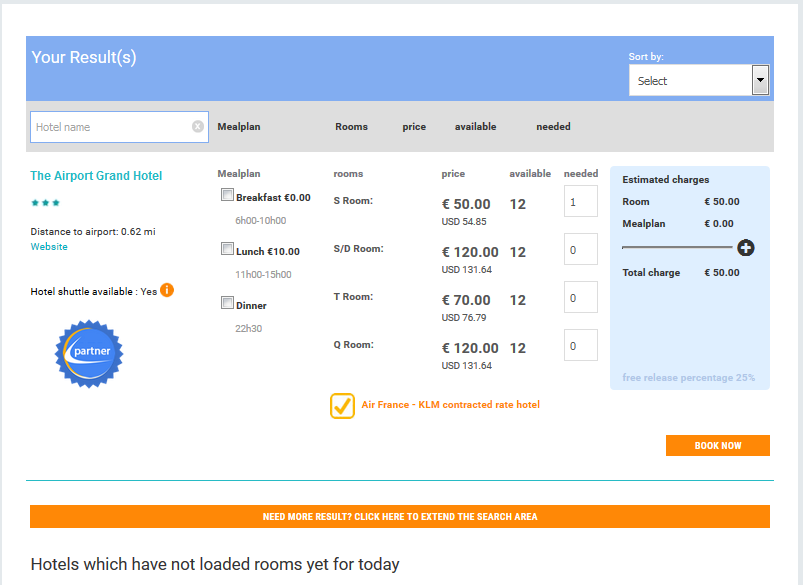 Your Result(s)
Sort by:
Select
Hotel name
Mealplan Rooms price available needed
The Airport Grand Hotel
Distance to airport: 0.62 mi
Website
Hotel shuttle available : Yes i
partner
Mealplan
Breakfast €0.00
6h00-10h00
Lunch €10.00
11h00-15h00
Dinner
22h30
rooms price available needed
S Room: € 50.00 12 1
USD 54.85
S/D Room: € 120.00 12 0
USD 131.64
T Room: € 70.00 12 0
USD 76.79
Q Room: € 120.00 12 0
USD 131.64
Air France - KLM contracted rate hotel
Estimated charges
Room € 50.00
Mealplan € 0.00
Total charge € 50.00
free release percentage 25%
BOOK NOW
NEED MORE RESULT? CLICK HERE TO EXTEND THE SEARCH AREA
Hotels which have not loaded rooms yet for today